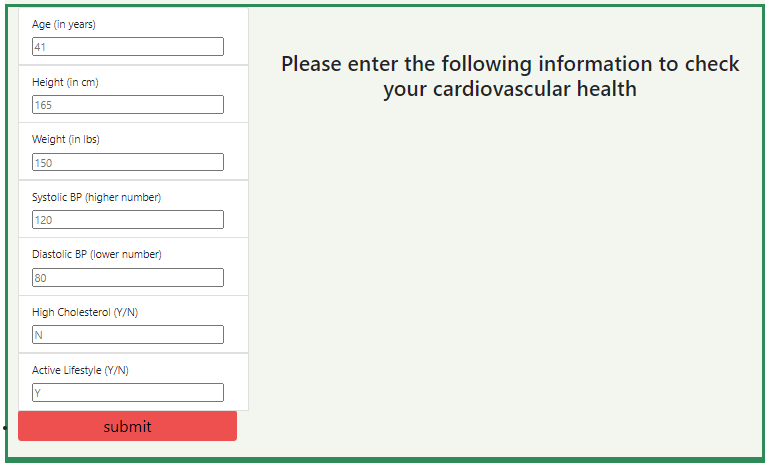 Age (in years)
41
Height (in cm)
165
Weight (in lbs)
150
Systolic BP (higher number)
120
Diastolic BP (lower number)
80
High Cholesterol (Y/N)
N
Active Lifestyle (Y/N)
Y
submit
Please enter the following information to check
your cardiovascular health